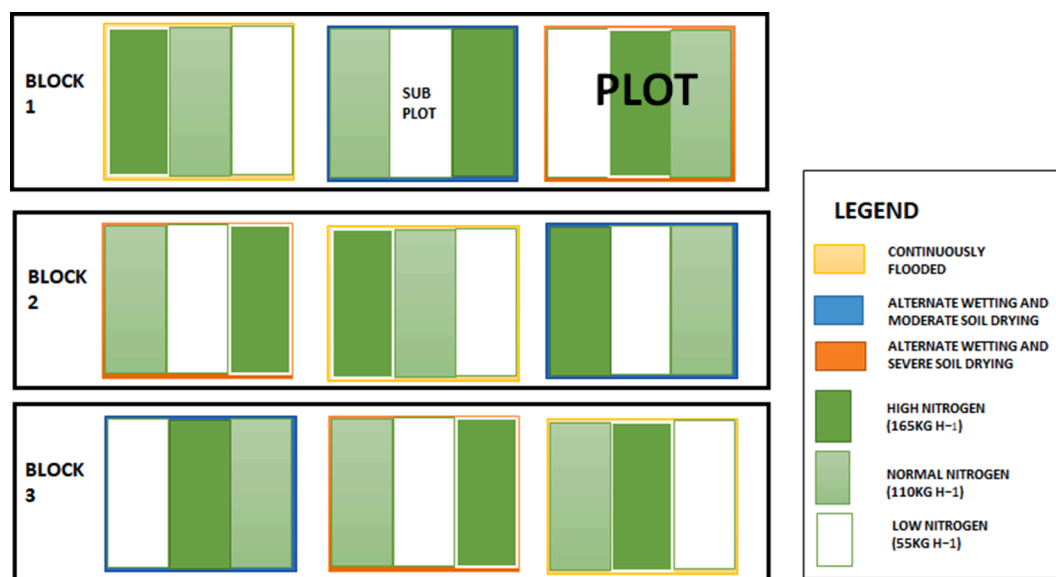 BLOCK
1
SUB
PLOT
PLOT
BLOCK
2
BLOCK
3
LEGEND
CONTINUOUSLY
FLOODED
ALTERNATE WETTING AND
MODERATE SOIL DRYING
ALTERNATE WETTING AND
SEVERE SOIL DRYING
HIGH NITROGEN
(165KG H−1)
NORMAL NITROGEN
(110KG H−1)
LOW NITROGEN
(55KG H−1)